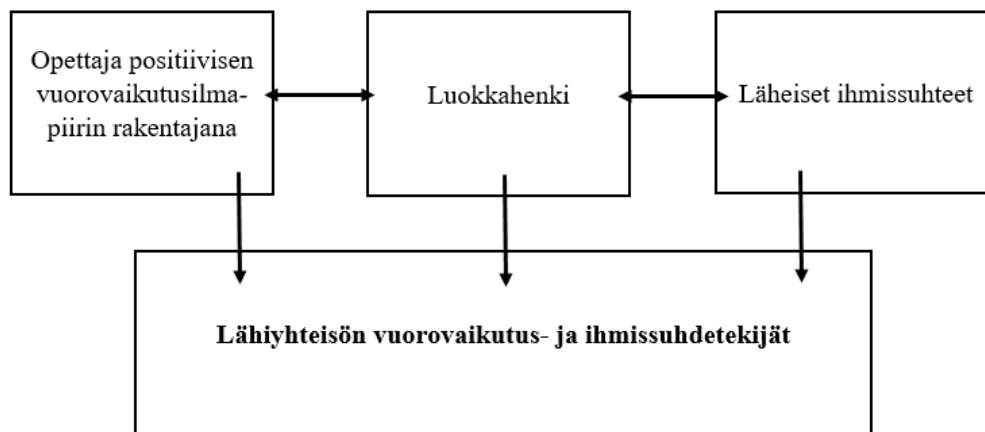 Opettaja positiivisen
vuorovaikutusilma-
piirin rakentajana
Luokkahenki
Läheiset ihmissuhteet
Lähiyhteisön vuorovaikutus- ja ihmissuhdetekijät